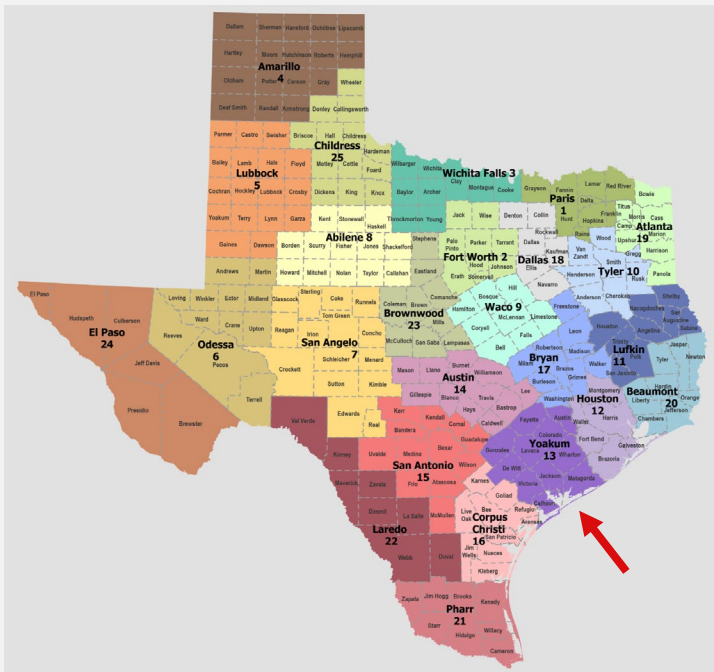 Dallam Sherman Hansford Ochiltree Lipscomb
Hartley Moore Hutchinson Roberts Hemphill
Amarillo
4
Oldham Potter Carson Gray Wheeler
Deaf Smith Randall Armstrong Donley Collingsworth
Parmer Castro Swisher Briscoe Hall Childress
Childress
25
Hardeman
Bailey Lamb Hale Floyd Motley Cottle Foard
Lubbock
5
Cochran Hockley Lubbock Crosby Dickens King Knox
Yoakum Terry Lynn Garza Kent Stonewall Haskell
Wilbarger Wichita Clay Montague Cooke
Wichita Falls 3
Baylor Archer
Throckmorton Young
Grayson Fannin Lamar Red River Bowie
Paris
1
Delta Hunt Hopkins Franklin Rains
Titus Morris Cass Camp Upshur Marion Harrison Panola
Atlanta
19
Jack Wise Denton Collin
Rockwall Dallas Kaufman Ellis Navarro
Dallas 18
Palo Pinto Parker Tarrant
Fort Worth 2
Erath Hood Somervell Johnson
Wood Van Zandt Smith Gregg Rusk
Henderson Anderson Cherokee
Tyler 10
Gaines Dawson Borden Scurry Fisher Jones Shackelford
Abilene 8
Howard Mitchell Nolan Taylor Callahan
Stephens Eastland Comanche Brown Coleman Mills
Brownwood
23
McCulloch San Saba Lampasas
Hill Bosque Hamilton McLennan Limestone Coryell Falls Bell
Waco 9
Andrews Martin
Loving Winkler Ector Midland
Ward Crane Upton
Reeves
Odessa
6
Pecos
Terrell
El Paso Hudspeth Culberson
El Paso
24
Jeff Davis
Presidio Brewster
Glasscock Sterling Coke Runnels
Tom Green
Reagan Irion Concho
San Angelo
7
Crockett Schleicher Menard
Sutton Kimble
Edwards Real
Mason Llano Burnet Williamson
Austin
14
Gillespie Blanco Travis Lee
Hays Bastrop Caldwell
Freestone Leon Robertson Madison Milam Brazos Grimes Walker Burleson Washington
Bryan
17
Shelby Nacogdoches San Augustine Sabine Houston Angelina Trinity Polk San Jacinto
Lufkin
11
Jasper Newton Tyler Hardin Liberty Orange Jefferson Chambers
Beaumont
20
Montgomery
Houston
12
Waller Harris Fort Bend Galveston Brazoria
Fayette Austin Colorado Gonzales Lavaca Wharton
Yoakum
13
De Witt Jackson Matagorda Victoria Calhoun
Val Verde
Kerr Kendall Comal Bandera Guadalupe
Uvalde Medina Bexar Wilson
San Antonio
15
Frio Atascosa McMullen
Kinney
Maverick Zavala
Dimmit La Salle
Laredo
22
Webb Duval
Karnes Goliad Bee Refugio Live Oak Aransas
Corpus
Christi
16
San Patricio Jim Wells Nueces Kleberg
Zapata Jim Hogg Brooks Kenedy
Pharr
21
Starr Hidalgo Willacy Cameron